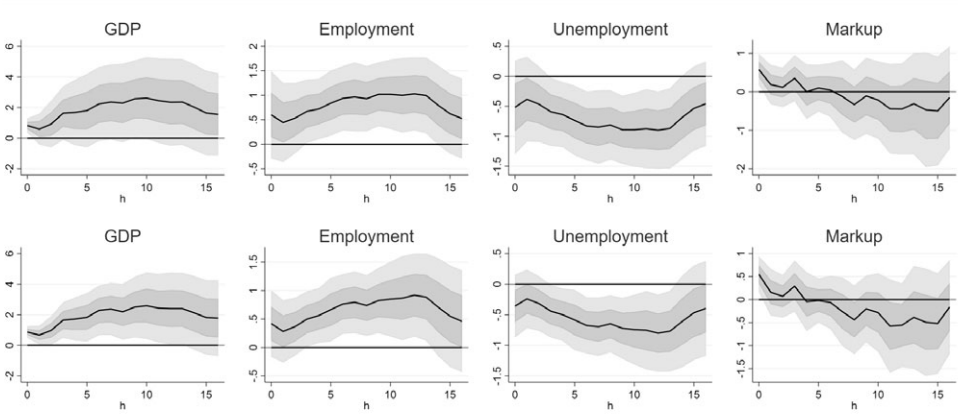 GDP Employment Unemployment Markup
6 2 .5 1
4 1.5 0 0
2 1 -.5 -1
0 .5 -1 -2
-2 0 -1.5
-.5
0 5 10 15 0 5 10 15 0 5 10 15 0 5 10 15
h h h h
GDP Employment Unemployment Markup
6 1.5 .5 1
4 1 0 .5
2 .5 -.5 0
0 0 -1 -.5
-2 -.5 -1.5 -1
-1.5
0 5 10 15 0 5 10 15 0 5 10 15 0 5 10 15
h h h h